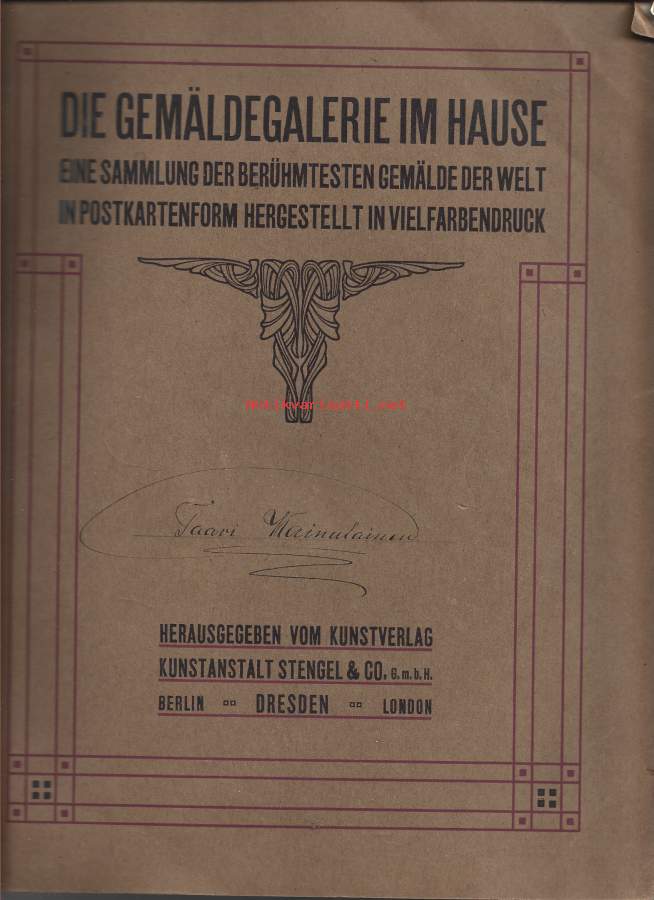 DIE GEMÄLDEGALERIE IM HAUSE
EINE SAMMLUNG DER BERÜHMTESTEN GEMÄLDE DER WELT
IN POSTKARTENFORM HERGESTELLT IN VIELFARBENDRUCK
Antikvariaatti.net
Taavi
HERAUSGEGEBEN VOM KUNSTVERLAG
KUNSTANSTALT STENGEL & CO. G.m.b.H.
BERLIN DRESDEN LONDON